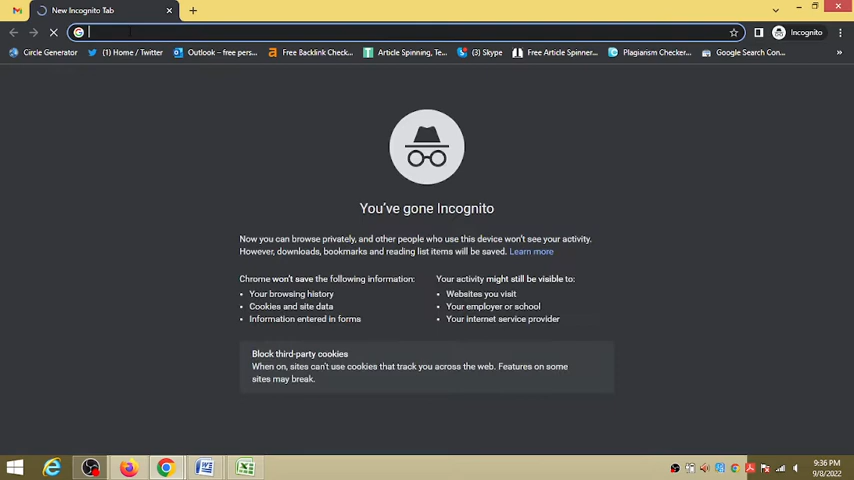 New Incognito Tab
Incognito
Circle Generator
(1) Home / Twitter
Outlook – free pers...
Free Backlink Check...
Article Spinning, Te...
(3) Skype
Free Article Spinner...
Plagiarism Checker...
Google Search Con...
»
You've gone Incognito
Now you can browse privately, and other people who use this device won't see your activity.
However, downloads, bookmarks and reading list items will be saved. Learn more
Chrome won't save the following information:
• Your browsing history
• Cookies and site data
• Information entered in forms
Your activity might still be visible to:
• Websites you visit
• Your employer or school
• Your internet service provider
Block third-party cookies
When on, sites can't use cookies that track you across the web. Features on some
sites may break.
9:36 PM
9/8/2022